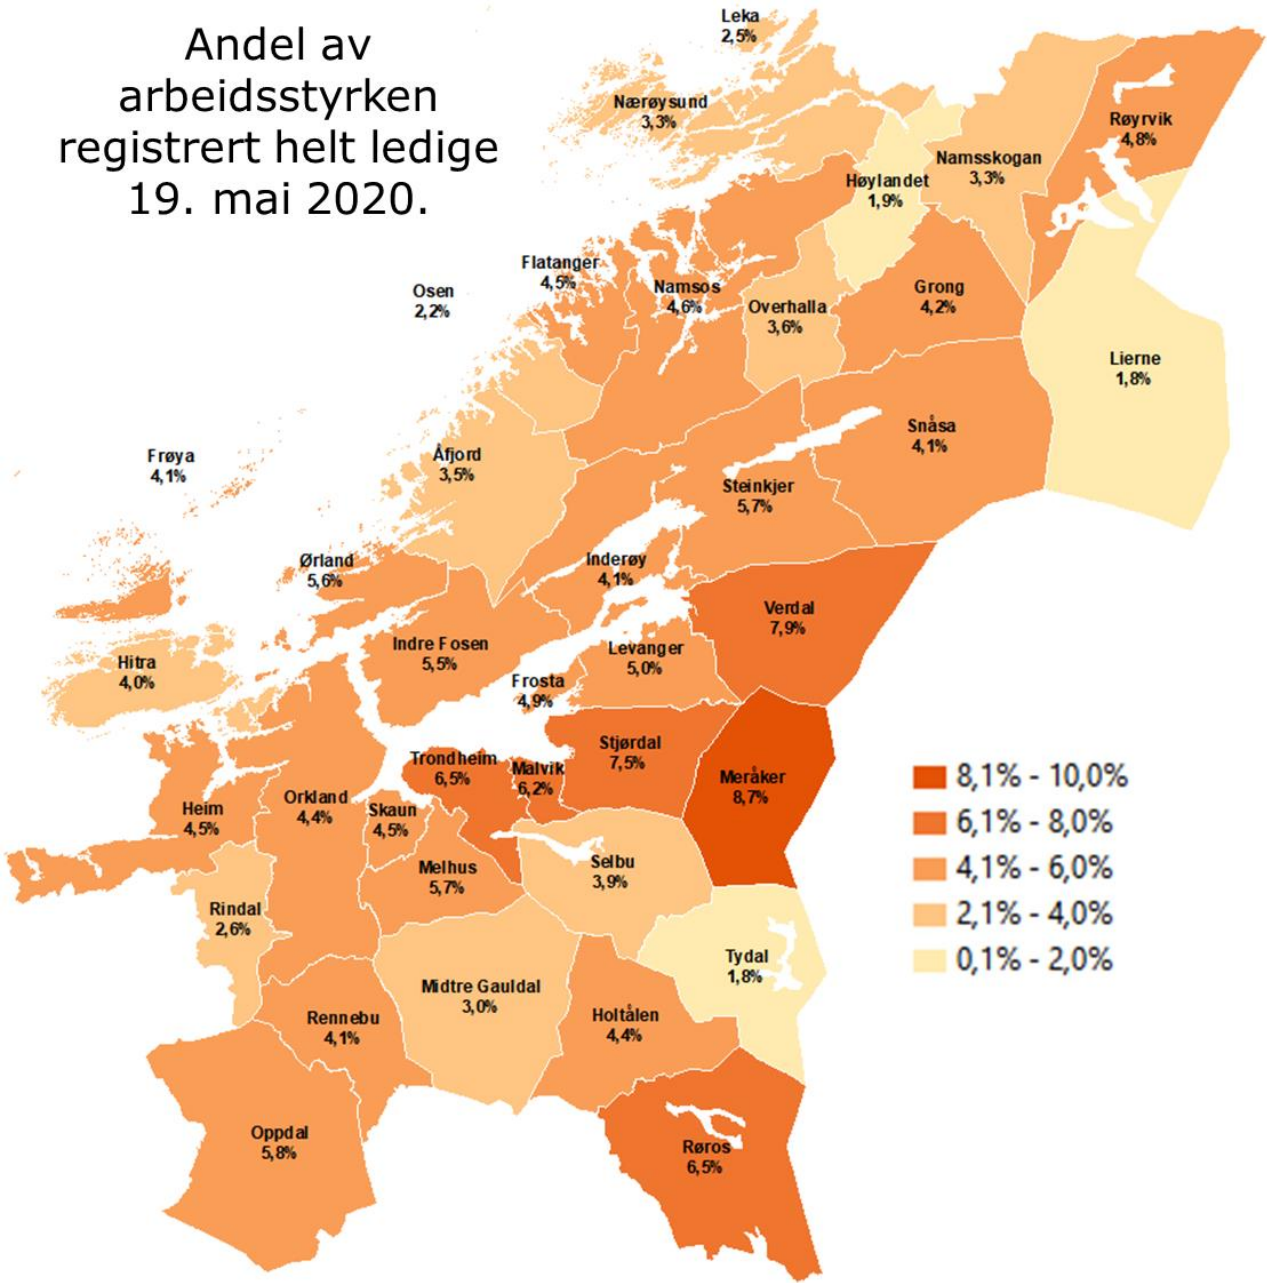 Andel av
arbeidsstyrken
registrert helt ledige
19. mai 2020.
Leka
2,5%
Nærøysund
3,3%
Røyrvik
4,8%
Namsskogan
3,3%
Høylandet
1,9%
Flatanger
4,5%
Osen
2,2%
Namsos
4,6%
Overhalla
3,6%
Grong
4,2%
Lierne
1,8%
Snåsa
4,1%
Frøya
4,1%
Åfjord
3,5%
Steinkjer
5,7%
Ørland
5,6%
Inderøy
4,1%
Verdal
7,9%
Indre Fosen
5,5%
Levanger
5,0%
Hitra
4,0%
Frosta
4,9%
Stjørdal
7,5%
Trondheim
6,5%
Malvik
6,2%
Meråker
8,7%
Heim
4,5%
Orkland
4,4%
Skaun
4,5%
Melhus
5,7%
Selbu
3,9%
Rindal
2,6%
Tydal
1,8%
Midtre Gauldal
3,0%
Rennebu
4,1%
Holtålen
4,4%
Oppdal
5,8%
Røros
6,5%
8,1% - 10,0%
6,1% - 8,0%
4,1% - 6,0%
2,1% - 4,0%
0,1% - 2,0%